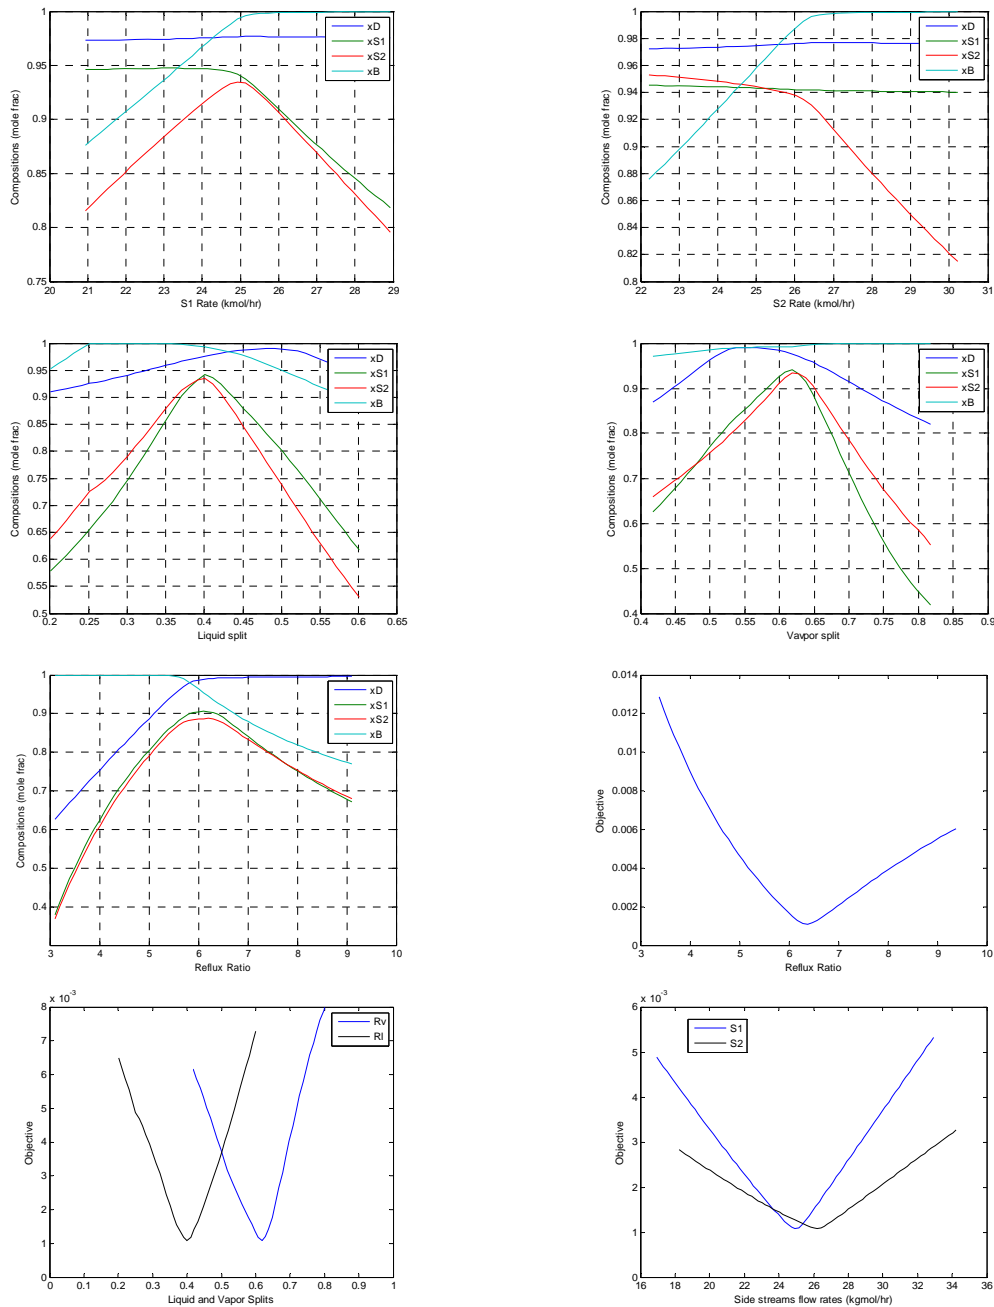 1
0.95
0.9
0.85
0.8
0.75
20 21 22 23 24 25 26 27 28 29
S1 Rate (kmol/hr)
Compositions (mole frac)
xD
xS1
xS2
xB
1
0.98
0.96
0.94
0.92
0.9
0.88
0.86
0.84
0.82
0.8
22 23 24 25 26 27 28 29 30 31
S2 Rate (kmol/hr)
Compositions (mole frac)
xD
xS1
xS2
xB
1
0.95
0.9
0.85
0.8
0.75
0.7
0.65
0.6
0.55
0.5
0.2 0.25 0.3 0.35 0.4 0.45 0.5 0.55 0.6 0.65
Liquid split
Compositions (mole frac)
xD
xS1
xS2
xB
1
0.9
0.8
0.7
0.6
0.5
0.4
0.4 0.45 0.5 0.55 0.6 0.65 0.7 0.75 0.8 0.85 0.9
Vavpor split
Compositions (mole frac)
xD
xS1
xS2
xB
1
0.9
0.8
0.7
0.6
0.5
0.4
3 4 5 6 7 8 9 10
Reflux Ratio
Compositions (mole frac)
xD
xS1
xS2
xB
0.014
0.012
0.01
0.008
0.006
0.004
0.002
0
3 4 5 6 7 8 9 10
Reflux Ratio
Objective
x 10^-3
8
7
6
5
4
3
2
1
0
0 0.1 0.2 0.3 0.4 0.5 0.6 0.7 0.8 0.9 1
Liquid and Vapor Splits
Objective
Rv
Rl
x 10^-3
6
5
4
3
2
1
0
16 18 20 22 24 26 28 30 32 34 36
Side streams flow rates (kgmol/hr)
Objective
S1
S2